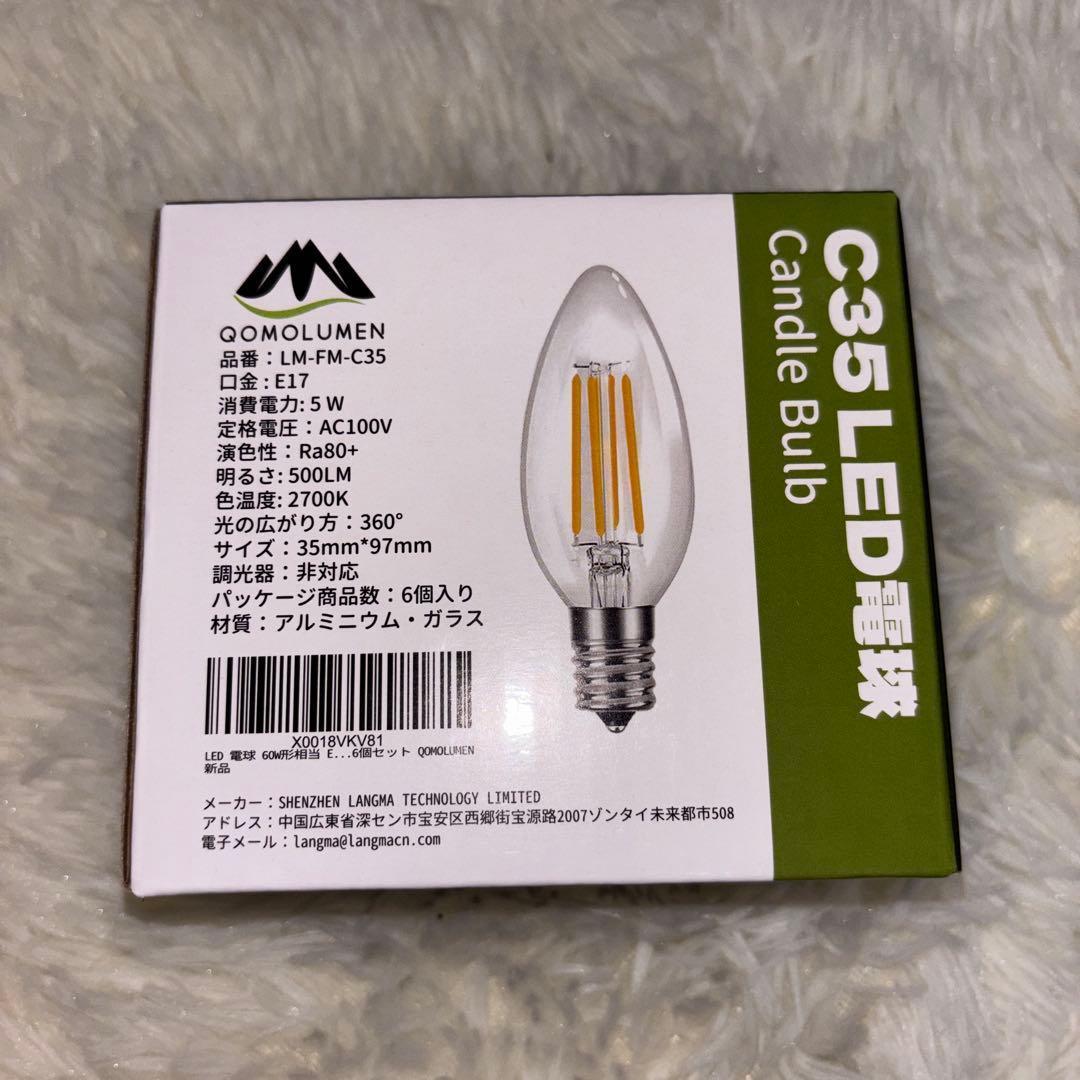 QOMOLUMEN
品番：LM-FM-C35
口金 : E17
消費電力: 5 W
定格電圧：AC100V
演色性：Ra80+
明るさ: 500LM
色温度: 2700K
光の広がり方：360°
サイズ：35mm*97mm
調光器：非対応
パッケージ商品数：6個入り
材質：アルミニウム・ガラス
X0018VKV81
LED 電球 60W形相当 E...6個セット QOMOLUMEN
新品
メーカー：SHENZHEN LANGMA TECHNOLOGY LIMITED
アドレス：中国広東省深セン市宝安区西郷街宝源路2007ゾンタイ未来都市508
電子メール：langma@langmacn.com
C35 LED電球
Candle Bulb